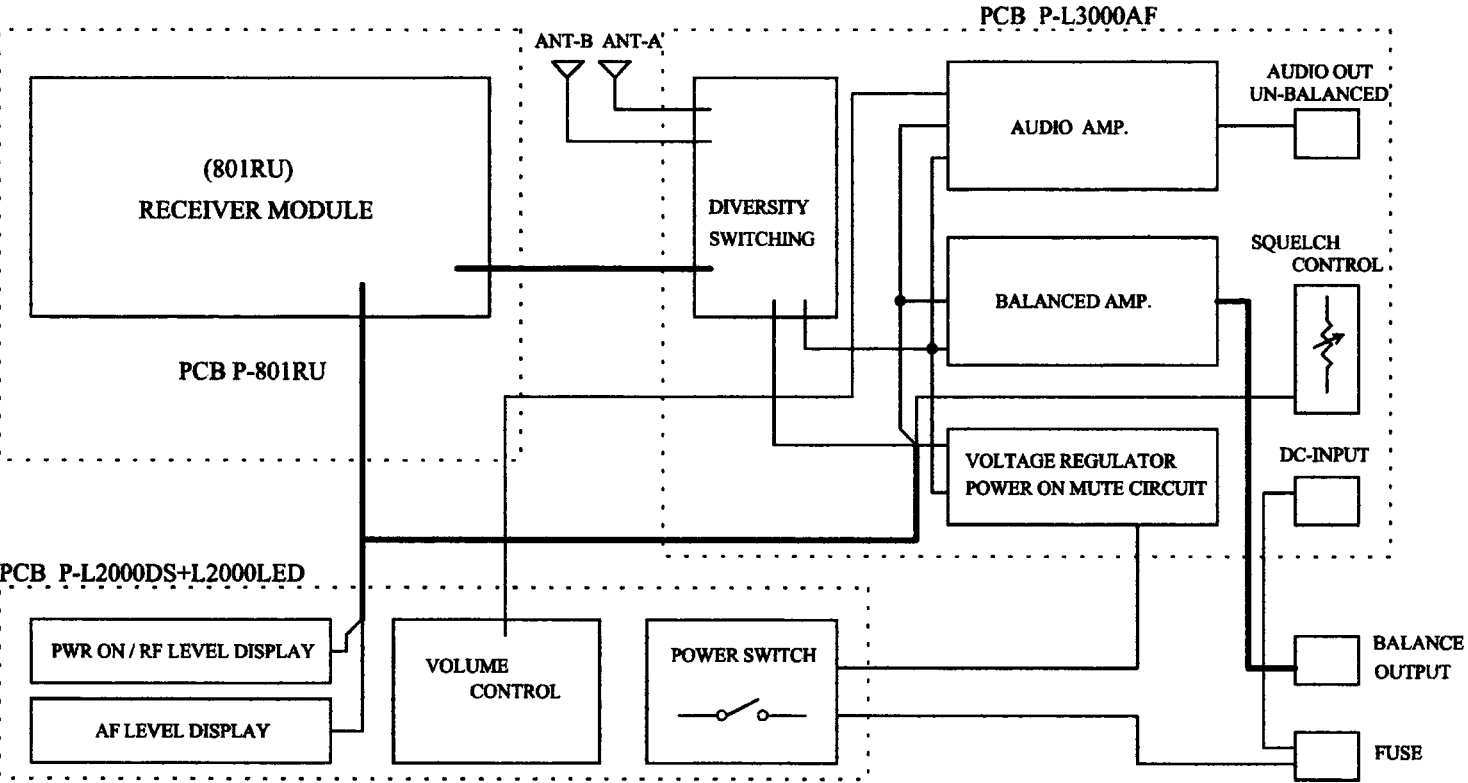 PCB P-L3000AF
ANT-B ANT-A
AUDIO OUT
UN-BALANCED
AUDIO AMP.
(801RU)
RECEIVER MODULE
DIVERSITY
SWITCHING
SQUELCH
CONTROL
BALANCED AMP.
PCB P-801RU
VOLTAGE REGULATOR
POWER ON MUTE CIRCUIT
DC-INPUT
PCB P-L2000DS+L2000LED
PWR ON / RF LEVEL DISPLAY
VOLUME
CONTROL
POWER SWITCH
BALANCE
OUTPUT
AF LEVEL DISPLAY
FUSE